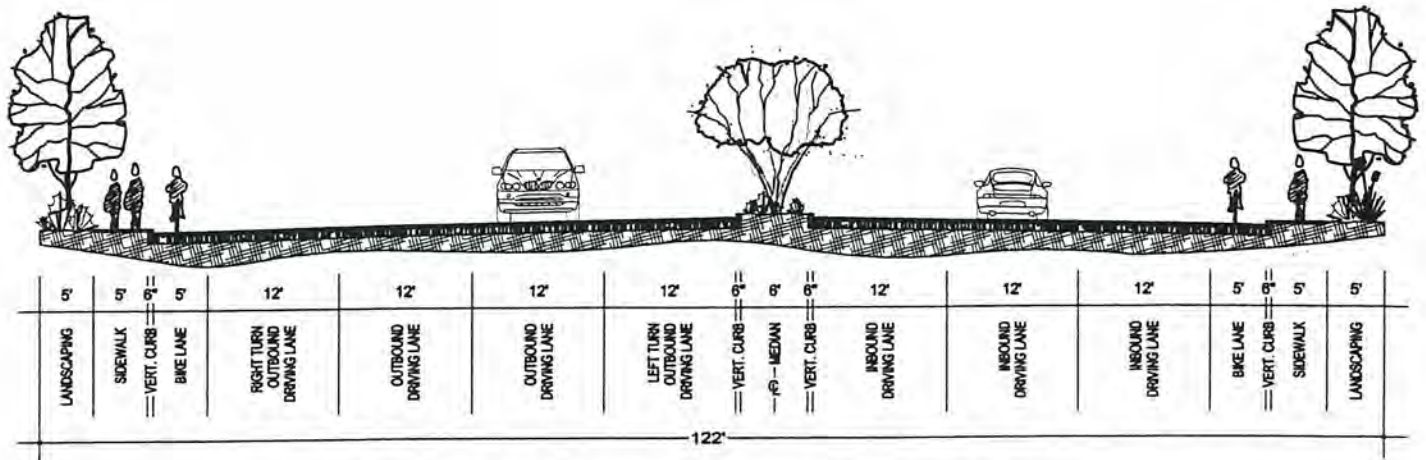 5' 5' 6" 5' 12' 12' 12' 12' 6" 6' 6" 12' 12' 12' 5' 6" 5' 5'
LANDSCAPING
SIDEWALK
VERT. CURB
BIKE LANE
RIGHT TURN
OUTBOUND
DRIVING LANE
OUTBOUND
DRIVING LANE
OUTBOUND
DRIVING LANE
LEFT TURN
OUTBOUND
DRIVING LANE
VERT. CURB
MEDIAN
VERT. CURB
INBOUND
DRIVING LANE
INBOUND
DRIVING LANE
INBOUND
DRIVING LANE
BIKE LANE
VERT. CURB
SIDEWALK
LANDSCAPING
122'